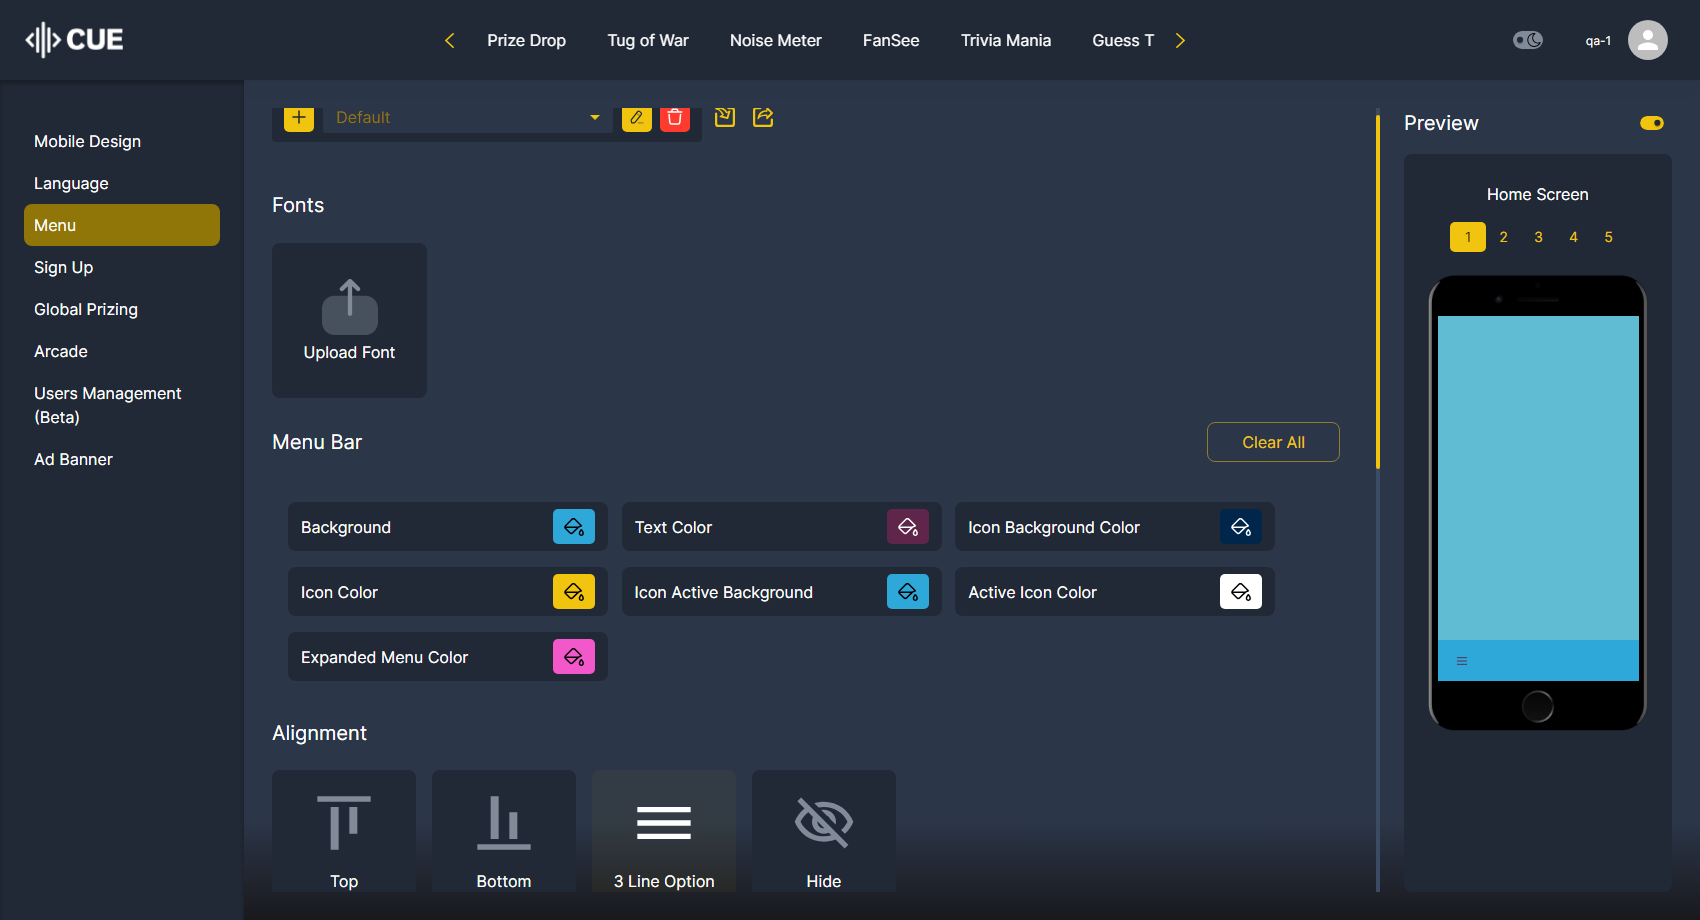 CUE
Prize Drop
Tug of War
Noise Meter
FanSee
Trivia Mania
Guess T
qa-1
Mobile Design
Language
Menu
Sign Up
Global Prizing
Arcade
Users Management
(Beta)
Ad Banner
Default
Fonts
Upload Font
Menu Bar
Clear All
Background
Text Color
Icon Background Color
Icon Color
Icon Active Background
Active Icon Color
Expanded Menu Color
Alignment
Top
Bottom
3 Line Option
Hide
Preview
Home Screen
1 2 3 4 5